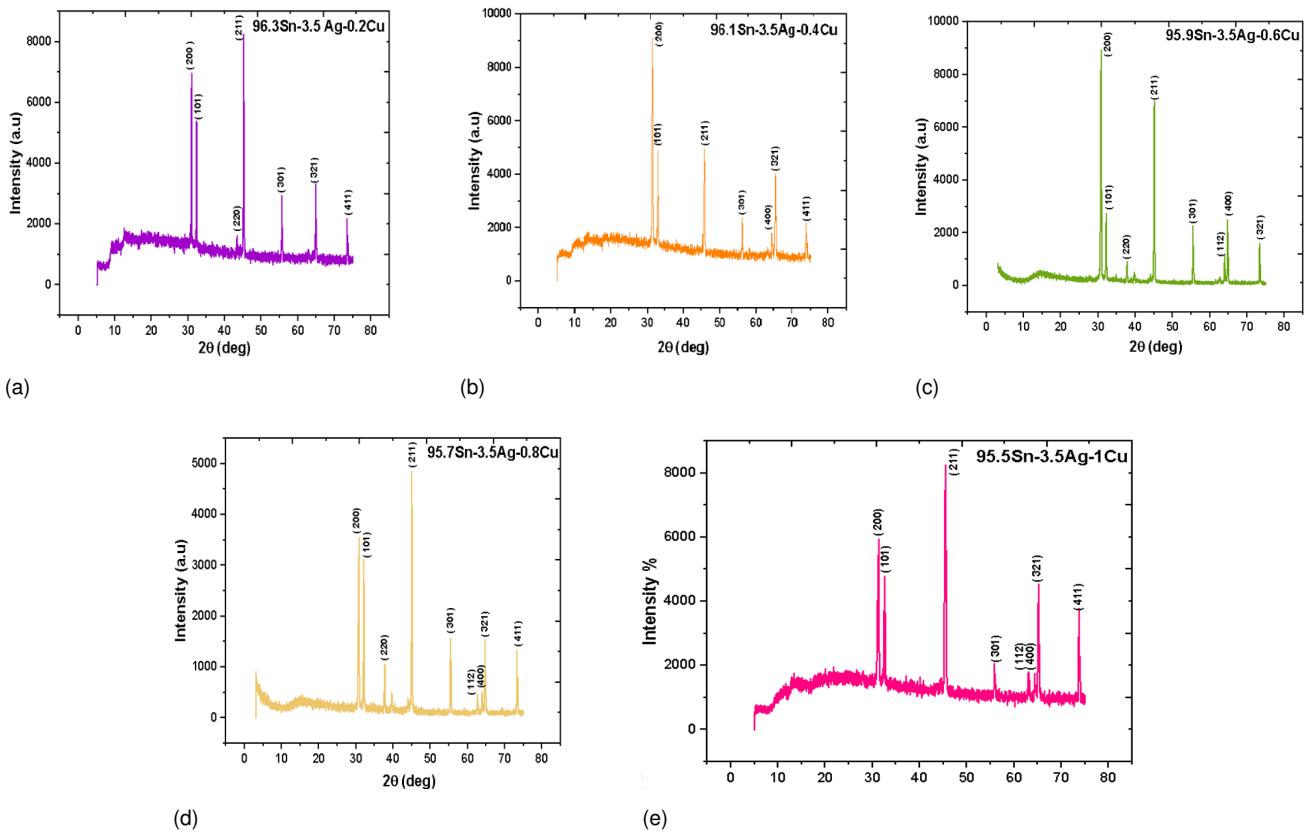 96.3Sn-3.5 Ag-0.2Cu
Intensity (a.u)
8000
6000
4000
2000
0
( 200 )
( 101)
(211)
( 220)
( 301)
( 321)
( 411)
0 10 20 30 40 50 60 70 80
2θ (deg)
(a)
96.1Sn-3.5Ag-0.4Cu
Intensity (a.u)
10000
8000
6000
4000
2000
0
( 200)
(101)
( 211)
( 301)
( 400)
( 321)
( 411)
0 10 20 30 40 50 60 70 80
2θ (deg)
(b)
95.9Sn-3.5Ag-0.6Cu
Intensity (a.u)
10000
8000
6000
4000
2000
0
( 200)
( 101)
( 220)
( 211)
( 301)
( 112)
( 400)
( 321)
0 10 20 30 40 50 60 70 80
2θ (deg)
(c)
95.7Sn-3.5Ag-0.8Cu
Intensity (a.u)
5000
4000
3000
2000
1000
0
( 200)
( 101)
( 220)
( 211)
( 301)
( 112)
(400)
( 321)
( 411)
0 10 20 30 40 50 60 70 80
2θ (deg)
(d)
95.5Sn-3.5Ag-1Cu
Intensity %
8000
6000
4000
2000
0
( 200)
( 101)
( 211)
( 301)
( 112)
( 400)
( 321)
( 411)
0 10 20 30 40 50 60 70 80
(e)